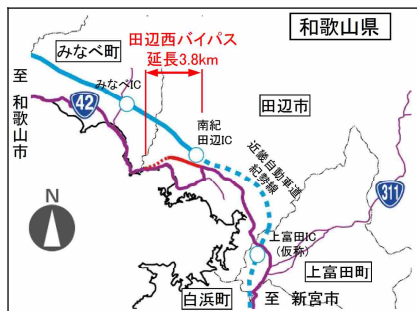 和歌山県
みなべ町
田辺西バイパス
延長3.8km
至 和歌山市
みなべIC
42
田辺市
南紀
田辺IC
近畿自動車道
紀勢線
311
N
上富田IC
(仮称)
上富田町
白浜町
至 新宮市